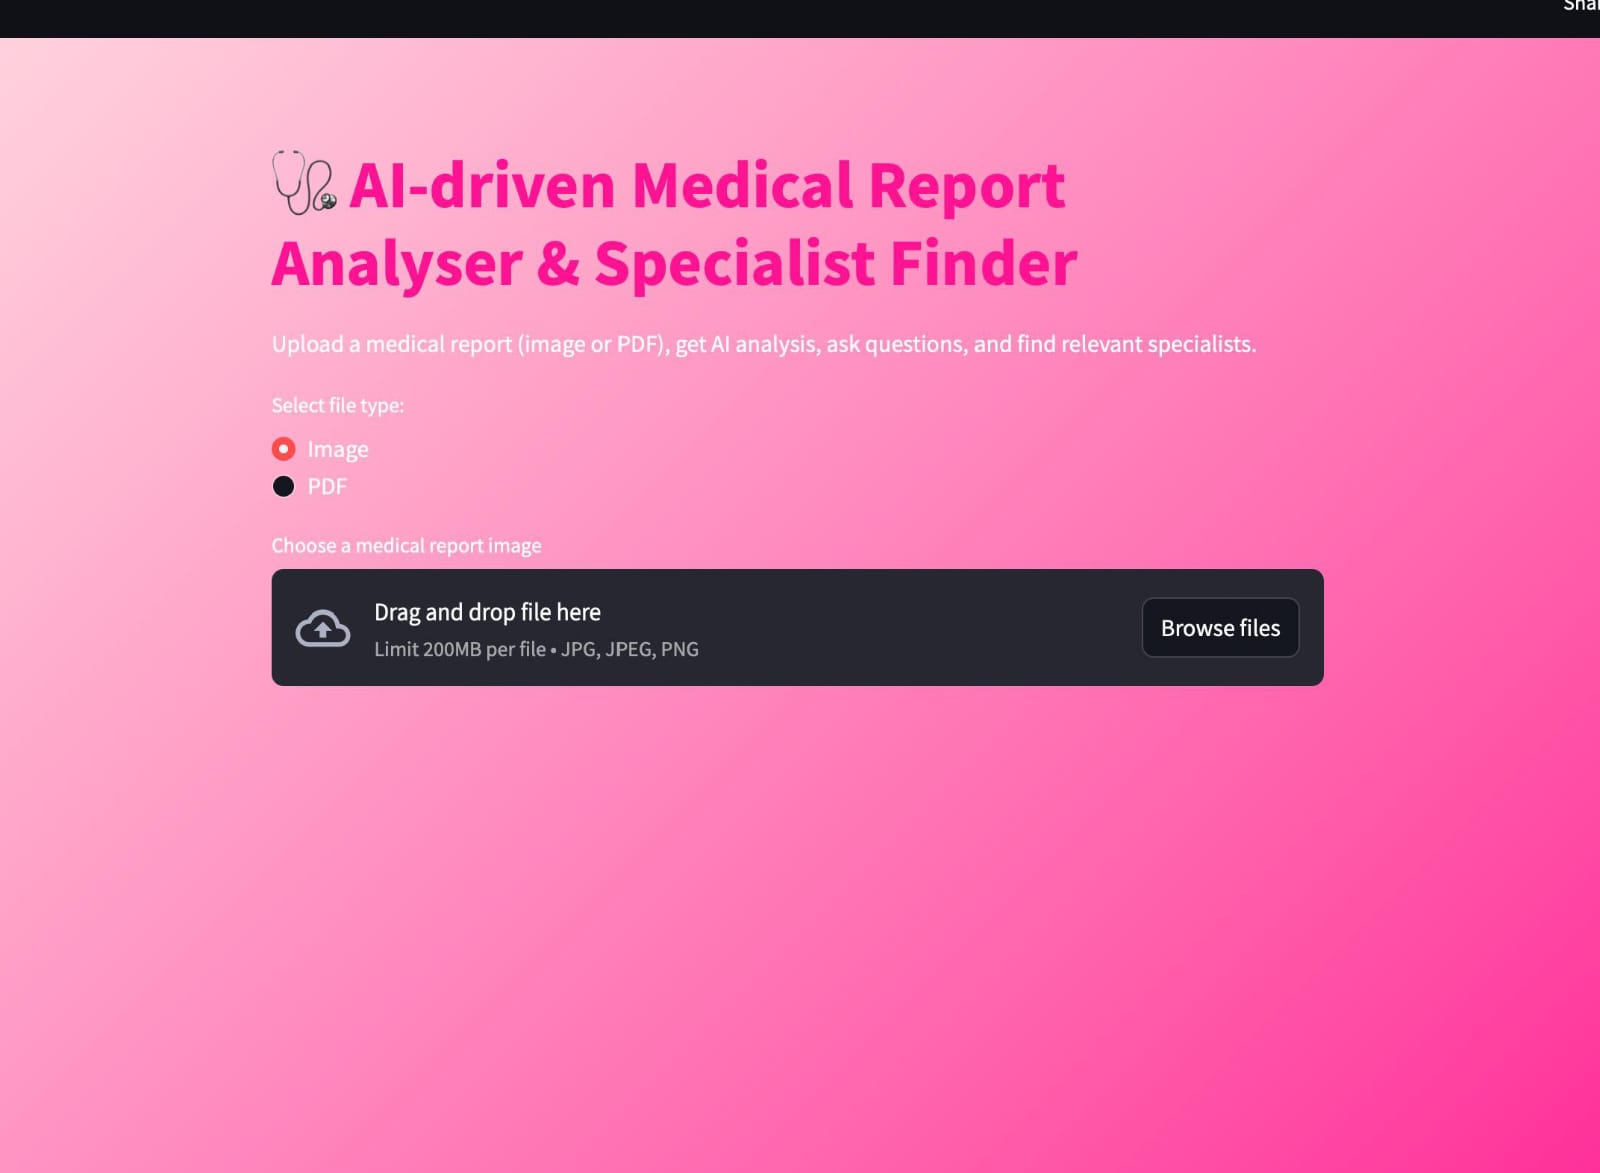 AI-driven Medical Report
Analyser & Specialist Finder
Upload a medical report (image or PDF), get AI analysis, ask questions, and find relevant specialists.
Select file type:
Image
PDF
Choose a medical report image
Drag and drop file here
Limit 200MB per file • JPG, JPEG, PNG
Browse files